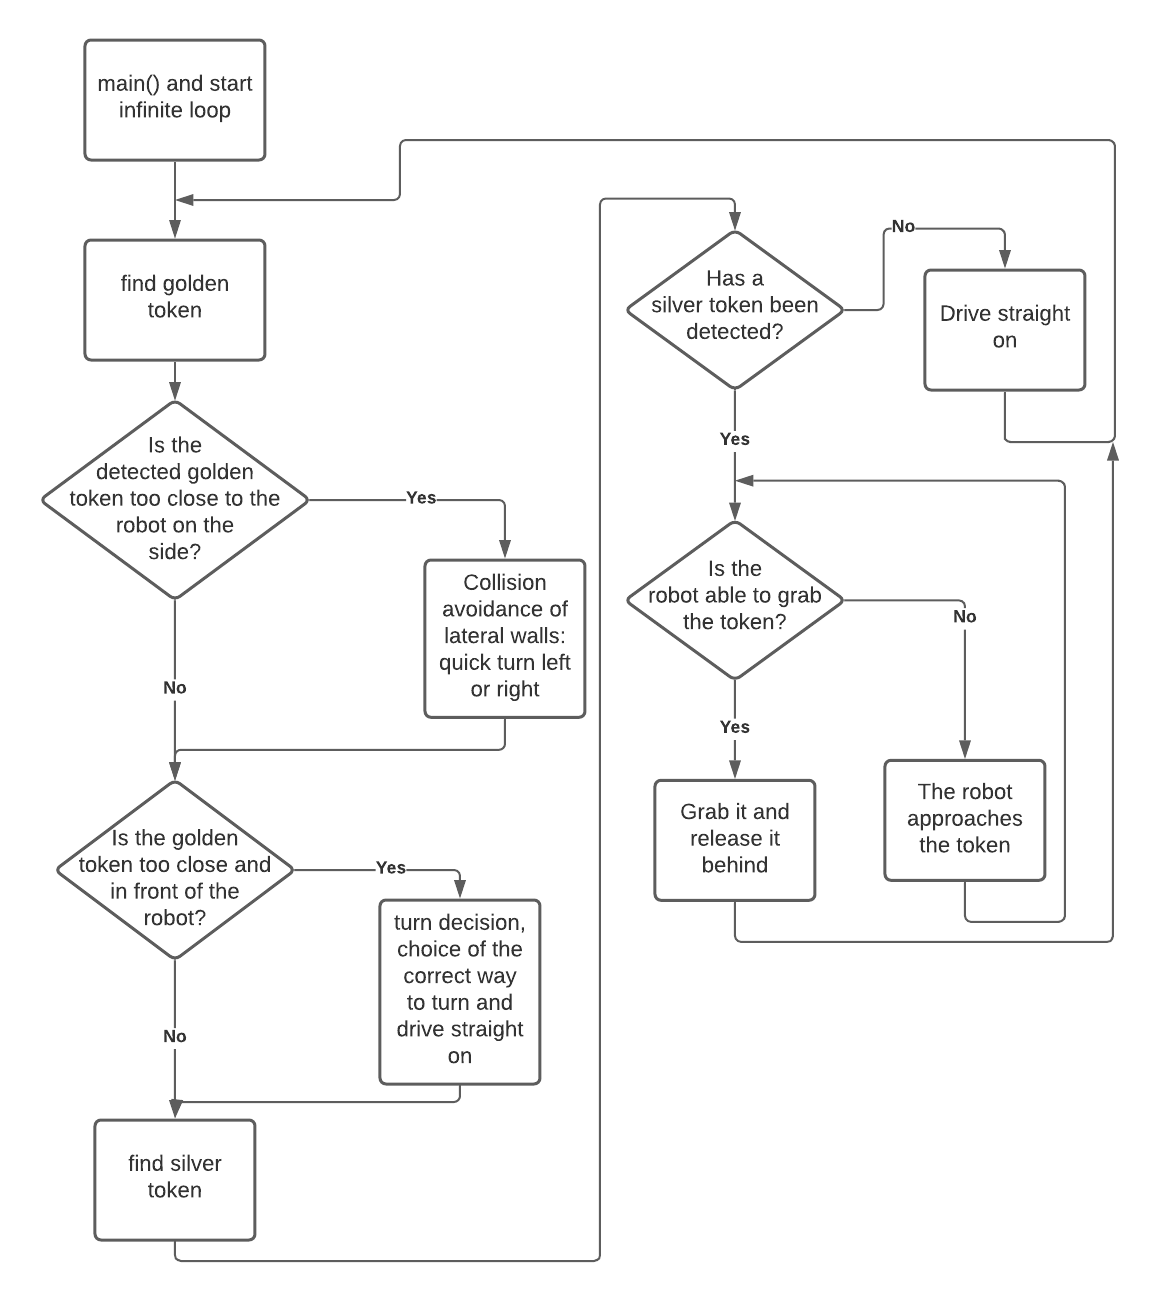 main() and start
infinite loop
find golden
token
Is the
detected golden
token too close to the
robot on the
side?
Yes
Collision
avoidance of
lateral walls:
quick turn left
or right
No
Is the golden
token too close and
in front of the
robot?
Yes
turn decision,
choice of the
correct way
to turn and
drive straight
on
No
find silver
token
Has a
silver token been
detected?
No
Drive straight
on
Yes
Is the
robot able to grab
the token?
No
The robot
approaches
the token
Yes
Grab it and
release it
behind